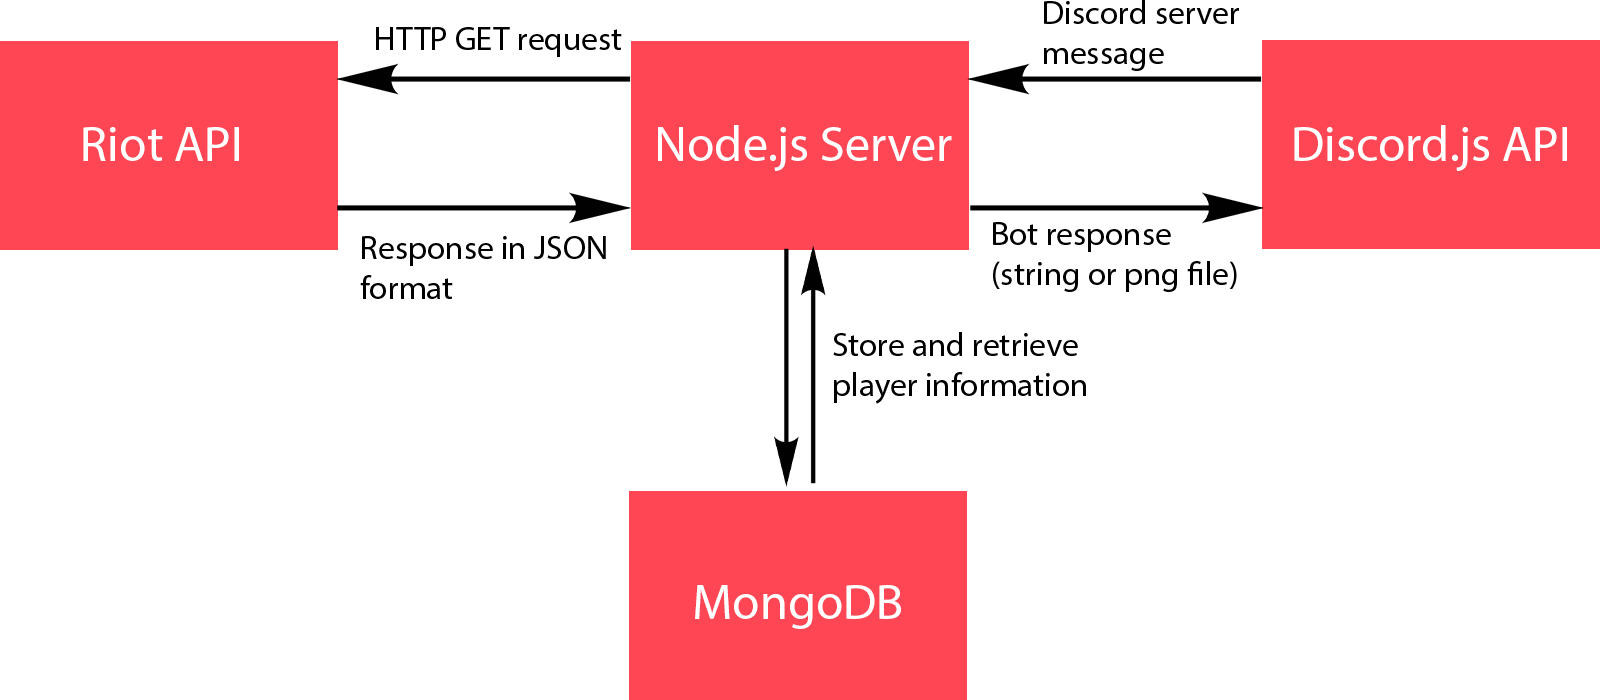 HTTP GET request
Discord server
message
Riot API
Node.js Server
Discord.js API
Response in JSON
format
Bot response
(string or png file)
Store and retrieve
player information
MongoDB